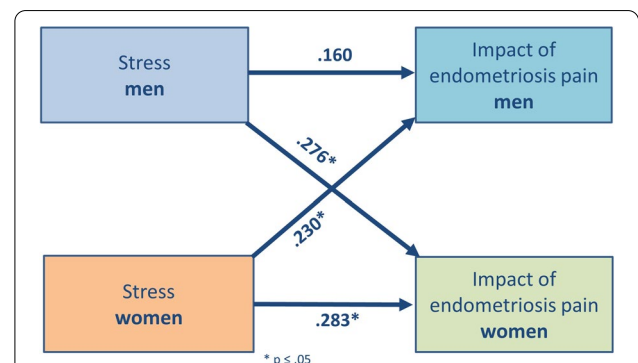 Stress
men
.160
Impact of
endometriosis pain
men
.276*
.230*
Stress
women
.283*
Impact of
endometriosis pain
women
* p ≤ .05